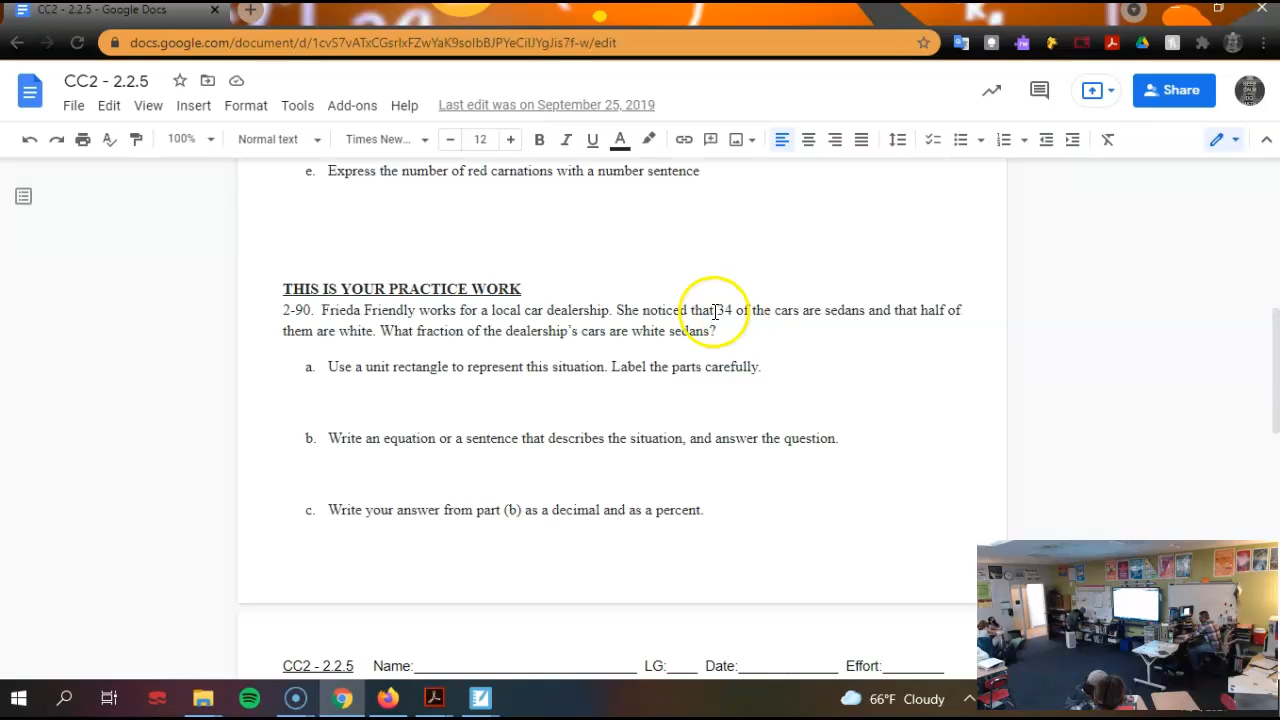 CC2 - 2.2.5 - Google Docs
docs.google.com/document/d/1cvS7vATxCGsrIxFZwYaK9soIbBJPYeCiIJYgJis7f-w/edit
CC2 - 2.2.5
File Edit View Insert Format Tools Add-ons Help Last edit was on September 25, 2019
Share
100% Normal text Times New... 12 B I U A
e. Express the number of red carnations with a number sentence
THIS IS YOUR PRACTICE WORK
2-90. Frieda Friendly works for a local car dealership. She noticed that 34 of the cars are sedans and that half of
them are white. What fraction of the dealership's cars are white sedans?
a. Use a unit rectangle to represent this situation. Label the parts carefully.
b. Write an equation or a sentence that describes the situation, and answer the question.
c. Write your answer from part (b) as a decimal and as a percent.
CC2 - 2.2.5 Name:__________ LG:____ Date:__________ Effort:________
66°F Cloudy